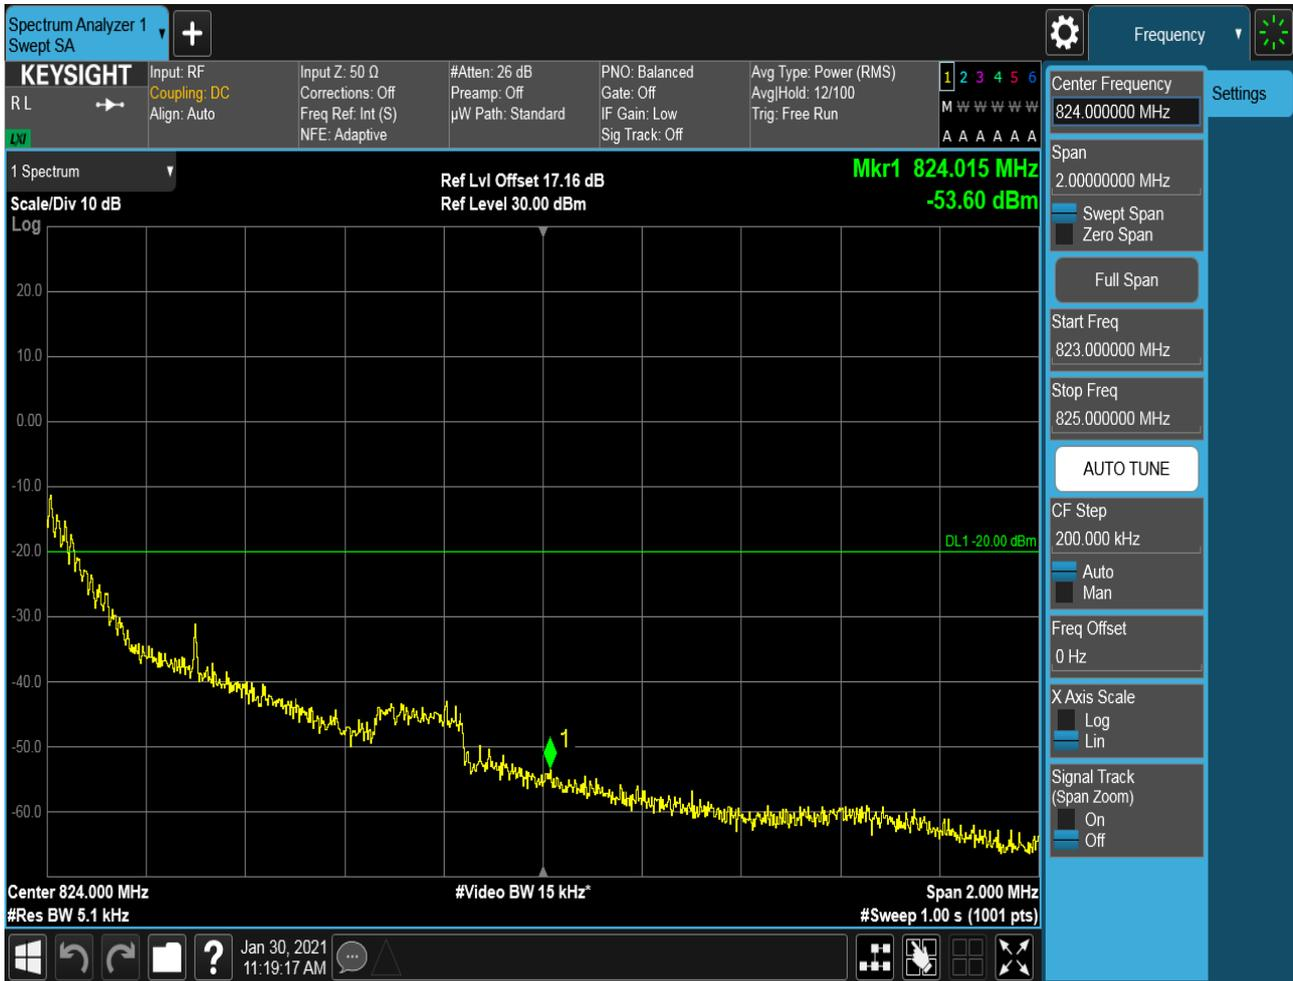 Spectrum Analyzer 1
Swept SA
+
Frequency
KEYSIGHT
R L
LXI
Input: RF
Coupling: DC
Align: Auto
Input Z: 50 Ω
Corrections: Off
Freq Ref: Int (S)
NFE: Adaptive
#Atten: 26 dB
Preamp: Off
µW Path: Standard
PNO: Balanced
Gate: Off
IF Gain: Low
Sig Track: Off
Avg Type: Power (RMS)
Avg|Hold: 12/100
Trig: Free Run
1 2 3 4 5 6
M W W W W W
A A A A A A
1 Spectrum
Scale/Div 10 dB
Log
Ref Lvl Offset 17.16 dB
Ref Level 30.00 dBm
Mkr1 824.015 MHz
-53.60 dBm
20.0
10.0
0.00
-10.0
-20.0
-30.0
-40.0
-50.0
-60.0
DL1 -20.00 dBm
1
Center 824.000 MHz
#Res BW 5.1 kHz
#Video BW 15 kHz*
Span 2.000 MHz
#Sweep 1.00 s (1001 pts)
Center Frequency
824.000000 MHz
Settings
Span
2.00000000 MHz
Swept Span
Zero Span
Full Span
Start Freq
823.000000 MHz
Stop Freq
825.000000 MHz
AUTO TUNE
CF Step
200.000 kHz
Auto
Man
Freq Offset
0 Hz
X Axis Scale
Log
Lin
Signal Track
(Span Zoom)
On
Off
?
Jan 30, 2021
11:19:17 AM